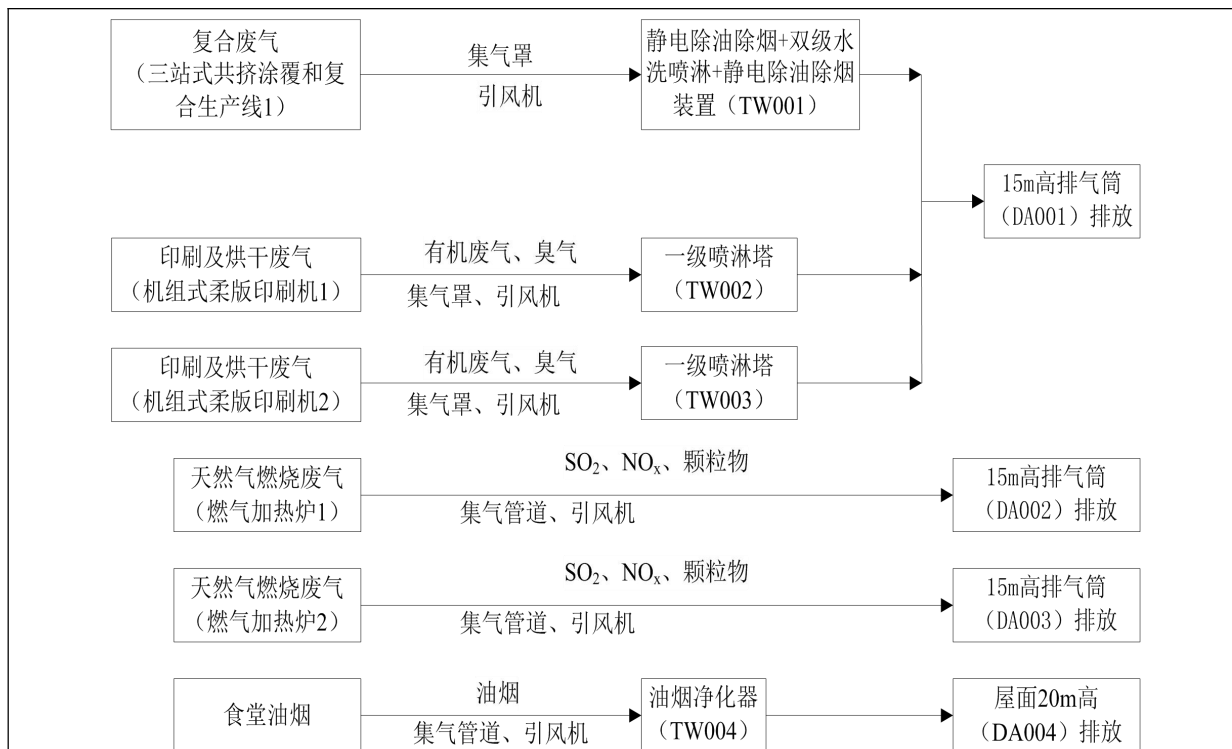 复合废气
（三站式共挤涂覆和复
合生产线1）
集气罩
引风机
静电除油除烟+双级水
洗喷淋+静电除油除烟
装置（TW001）
15m高排气筒
（DA001）排放
印刷及烘干废气
（机组式柔版印刷机1）
有机废气、臭气
集气罩、引风机
一级喷淋塔
（TW002）
印刷及烘干废气
（机组式柔版印刷机2）
有机废气、臭气
集气罩、引风机
一级喷淋塔
（TW003）
天然气燃烧废气
（燃气加热炉1）
SO₂、NOₓ、颗粒物
集气管道、引风机
15m高排气筒
（DA002）排放
天然气燃烧废气
（燃气加热炉2）
SO₂、NOₓ、颗粒物
集气管道、引风机
15m高排气筒
（DA003）排放
食堂油烟
油烟
集气管道、引风机
油烟净化器
（TW004）
屋面20m高
（DA004）排放